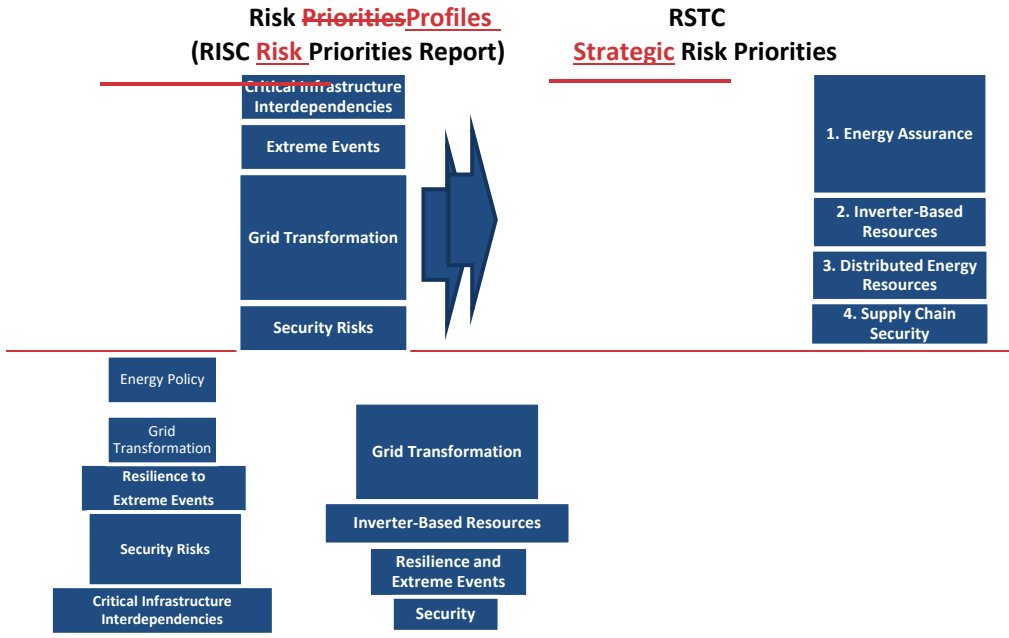 Risk PrioritiesProfiles
(RISC Risk Priorities Report)
RSTC
Strategic Risk Priorities
Critical Infrastructure
Interdependencies
Extreme Events
Grid Transformation
Security Risks
1. Energy Assurance
2. Inverter-Based
Resources
3. Distributed Energy
Resources
4. Supply Chain
Security
Energy Policy
Grid
Transformation
Resilience to
Extreme Events
Security Risks
Critical Infrastructure
Interdependencies
Grid Transformation
Inverter-Based Resources
Resilience and
Extreme Events
Security